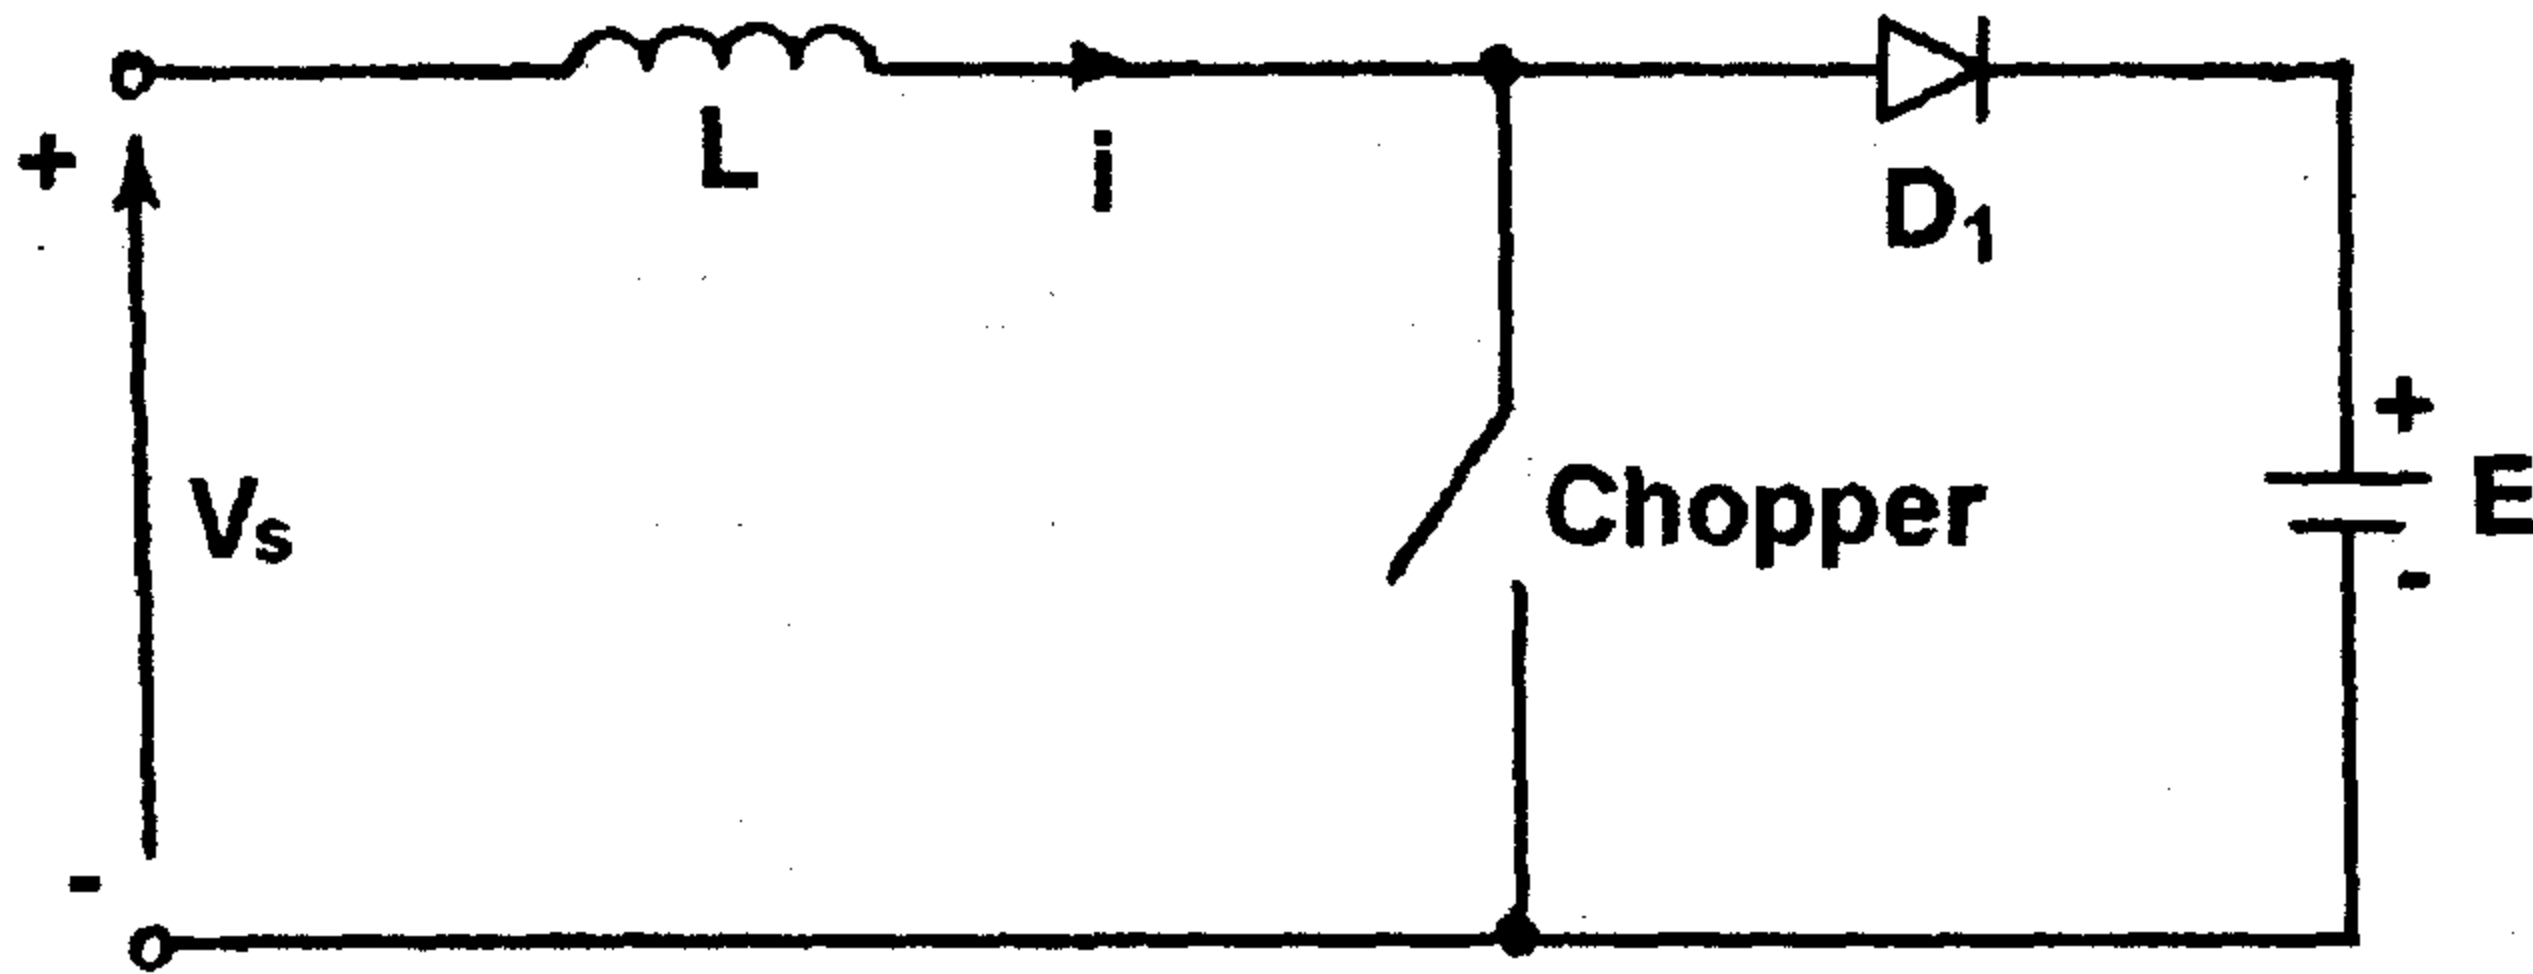 L
i
D₁
+
Vs
Chopper
+
E
-
-